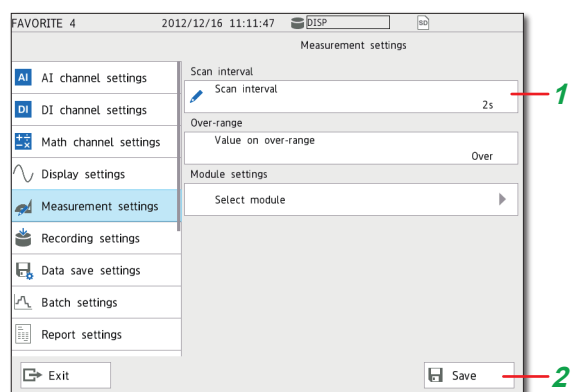 FAVORITE 4 2012/12/16 11:11:47 DISP SD
Measurement settings
AI AI channel settings
DI DI channel settings
Math channel settings
Display settings
Measurement settings
Recording settings
Data save settings
Batch settings
Report settings
Scan interval
Scan interval
2s
1
Over-range
Value on over-range
Over
Module settings
Select module
Exit
Save
2